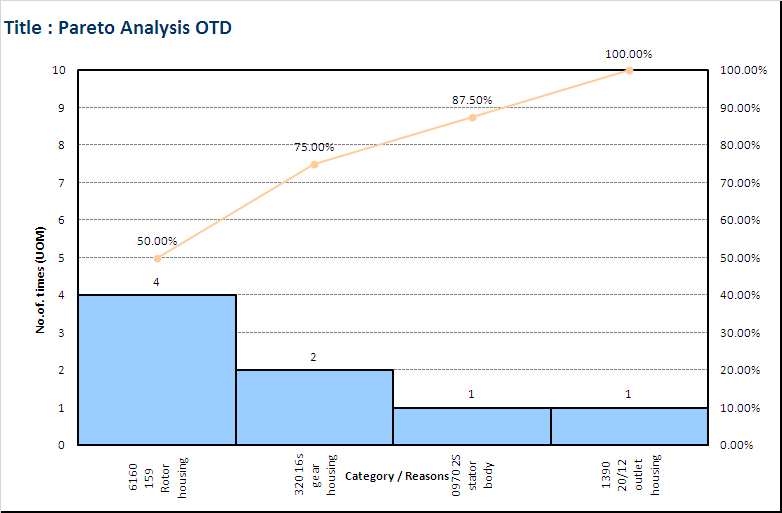 Title : Pareto Analysis OTD
No.of. times (UOM)
10
9
8
7
6
5
4
3
2
1
0
50.00%
75.00%
87.50%
100.00%
4
2
1
1
100.00%
90.00%
80.00%
70.00%
60.00%
50.00%
40.00%
30.00%
20.00%
10.00%
0.00%
6160
159
Rotor
housing
320 16s
gear
housing
0970 2S
stator
body
1390
20/12
outlet
housing
Category / Reasons